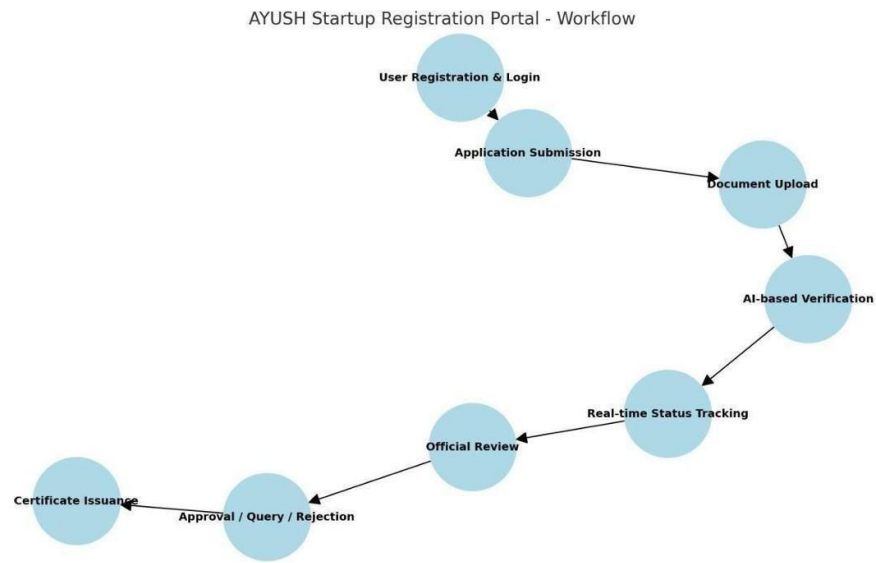 AYUSH Startup Registration Portal - Workflow
User Registration & Login
Application Submission
Document Upload
AI-based Verification
Real-time Status Tracking
Official Review
Approval / Query / Rejection
Certificate Issuance